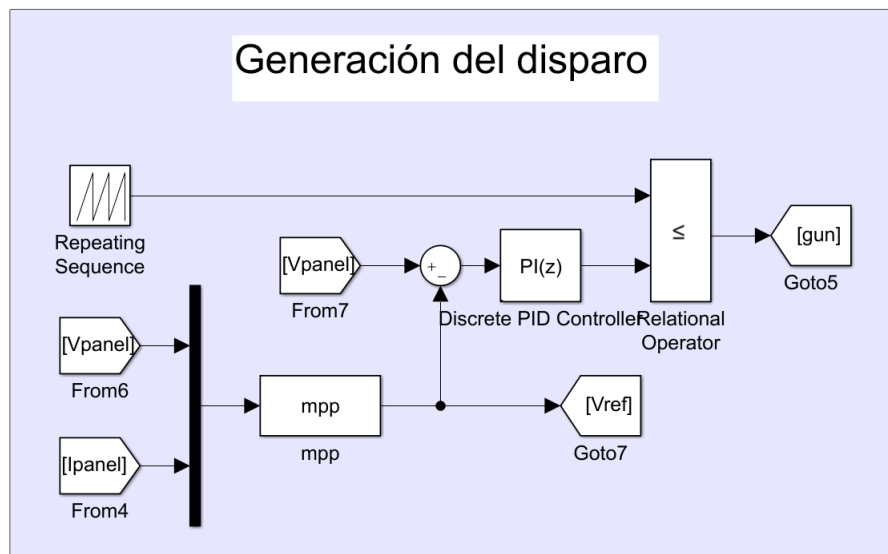 Generación del disparo
Repeating
Sequence
[Vpanel]
From7
+
_
PI(z)
Discrete PID Controller
≤
Relational
Operator
[gun]
Goto5
[Vpanel]
From6
[Ipanel]
From4
mpp
mpp
[Vref]
Goto7